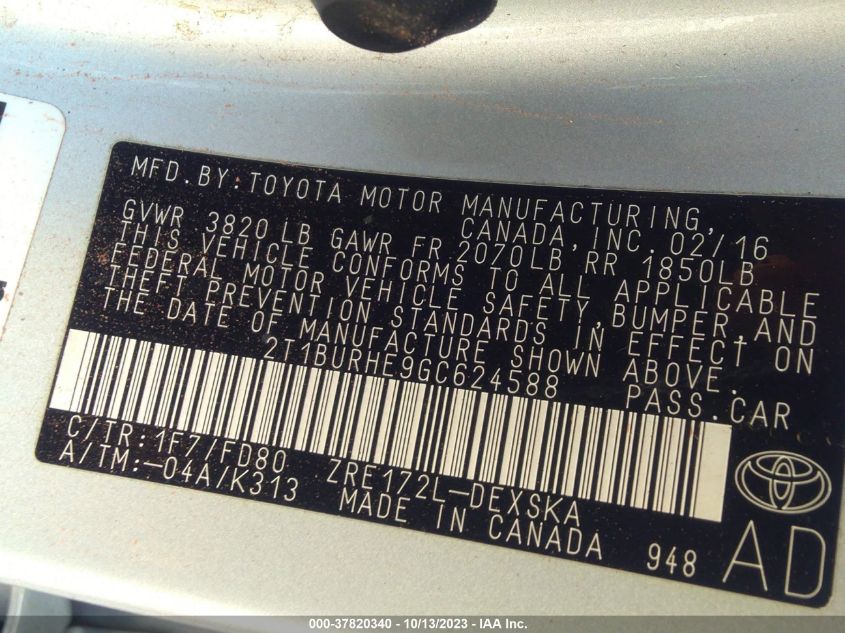 MFD.BY:TOYOTA MOTOR MANUFACTURING,
CANADA,INC. 02/16
GVWR 3820 LB GAWR FR 2070LB RR 1850LB
THIS VEHICLE CONFORMS TO ALL APPLICABLE
FEDERAL MOTOR VEHICLE SAFETY,BUMPER,AND
THEFT PREVENTION STANDARDS IN EFFECT ON
THE DATE OF MANUFACTURE SHOWN ABOVE.
2T1BURHE9GC624588 PASS.CAR
C/TR:1F7/FD80 ZRE172L-DEXSKA
A/TM:-04A/K313 MADE IN CANADA 948 AD
000-37820340 - 10/13/2023 - IAA Inc.